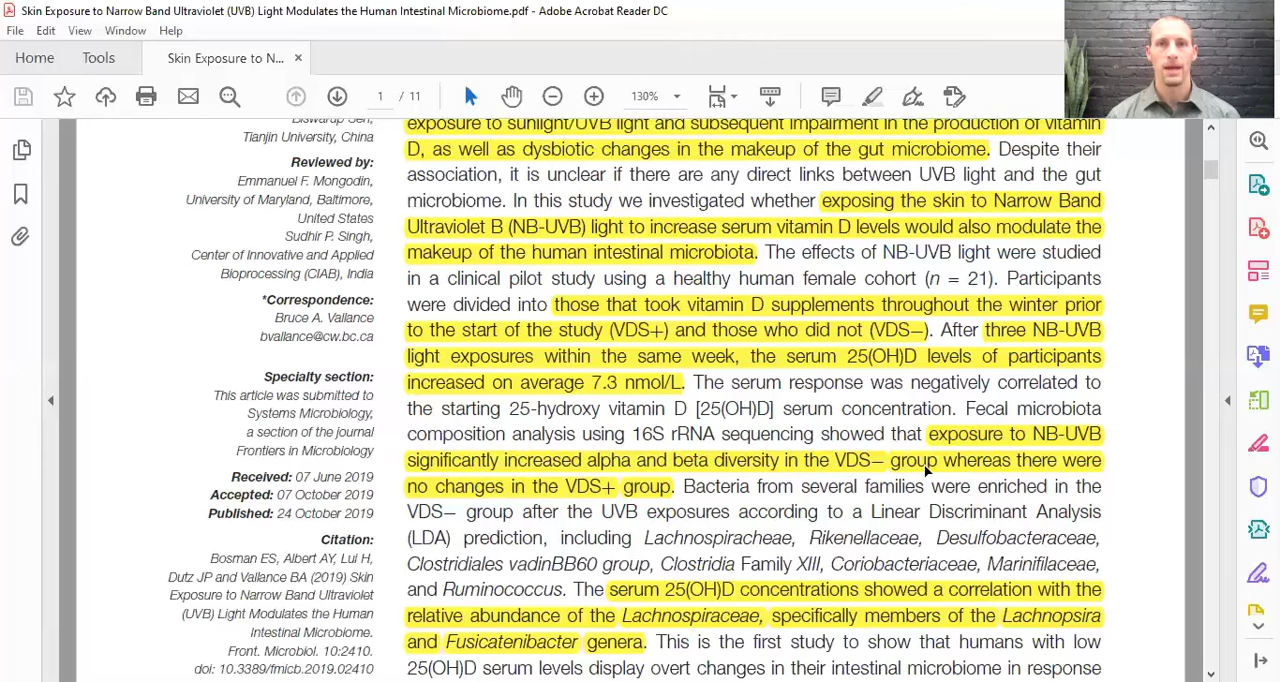 Skin Exposure to Narrow Band Ultraviolet (UVB) Light Modulates the Human Intestinal Microbiome.pdf - Adobe Acrobat Reader DC
File Edit View Window Help
Home Tools Skin Exposure to N... ×
1 / 11 130%
Biswarup Sen,
Tianjin University, China
Reviewed by:
Emmanuel F. Mongodin,
University of Maryland, Baltimore,
United States
Sudhir P. Singh,
Center of Innovative and Applied
Bioprocessing (CIAB), India
*Correspondence:
Bruce A. Vallance
bvallance@cw.bc.ca
Specialty section:
This article was submitted to
Systems Microbiology,
a section of the journal
Frontiers in Microbiology
Received: 07 June 2019
Accepted: 07 October 2019
Published: 24 October 2019
Citation:
Bosman ES, Albert AY, Lui H,
Dutz JP and Vallance BA (2019) Skin
Exposure to Narrow Band Ultraviolet
(UVB) Light Modulates the Human
Intestinal Microbiome.
Front. Microbiol. 10:2410.
doi: 10.3389/fmicb.2019.02410
exposure to sunlight/UVB light and subsequent impairment in the production of vitamin
D, as well as dysbiotic changes in the makeup of the gut microbiome. Despite their
association, it is unclear if there are any direct links between UVB light and the gut
microbiome. In this study we investigated whether exposing the skin to Narrow Band
Ultraviolet B (NB-UVB) light to increase serum vitamin D levels would also modulate the
makeup of the human intestinal microbiota. The effects of NB-UVB light were studied
in a clinical pilot study using a healthy human female cohort (n = 21). Participants
were divided into those that took vitamin D supplements throughout the winter prior
to the start of the study (VDS+) and those who did not (VDS−). After three NB-UVB
light exposures within the same week, the serum 25(OH)D levels of participants
increased on average 7.3 nmol/L. The serum response was negatively correlated to
the starting 25-hydroxy vitamin D [25(OH)D] serum concentration. Fecal microbiota
composition analysis using 16S rRNA sequencing showed that exposure to NB-UVB
significantly increased alpha and beta diversity in the VDS− group whereas there were
no changes in the VDS+ group. Bacteria from several families were enriched in the
VDS− group after the UVB exposures according to a Linear Discriminant Analysis
(LDA) prediction, including Lachnospiracheae, Rikenellaceae, Desulfobacteraceae,
Clostridiales vadinBB60 group, Clostridia Family XIII, Coriobacteriaceae, Marinifilaceae,
and Ruminococcus. The serum 25(OH)D concentrations showed a correlation with the
relative abundance of the Lachnospiraceae, specifically members of the Lachnopsira
and Fusicatenibacter genera. This is the first study to show that humans with low
25(OH)D serum levels display overt changes in their intestinal microbiome in response